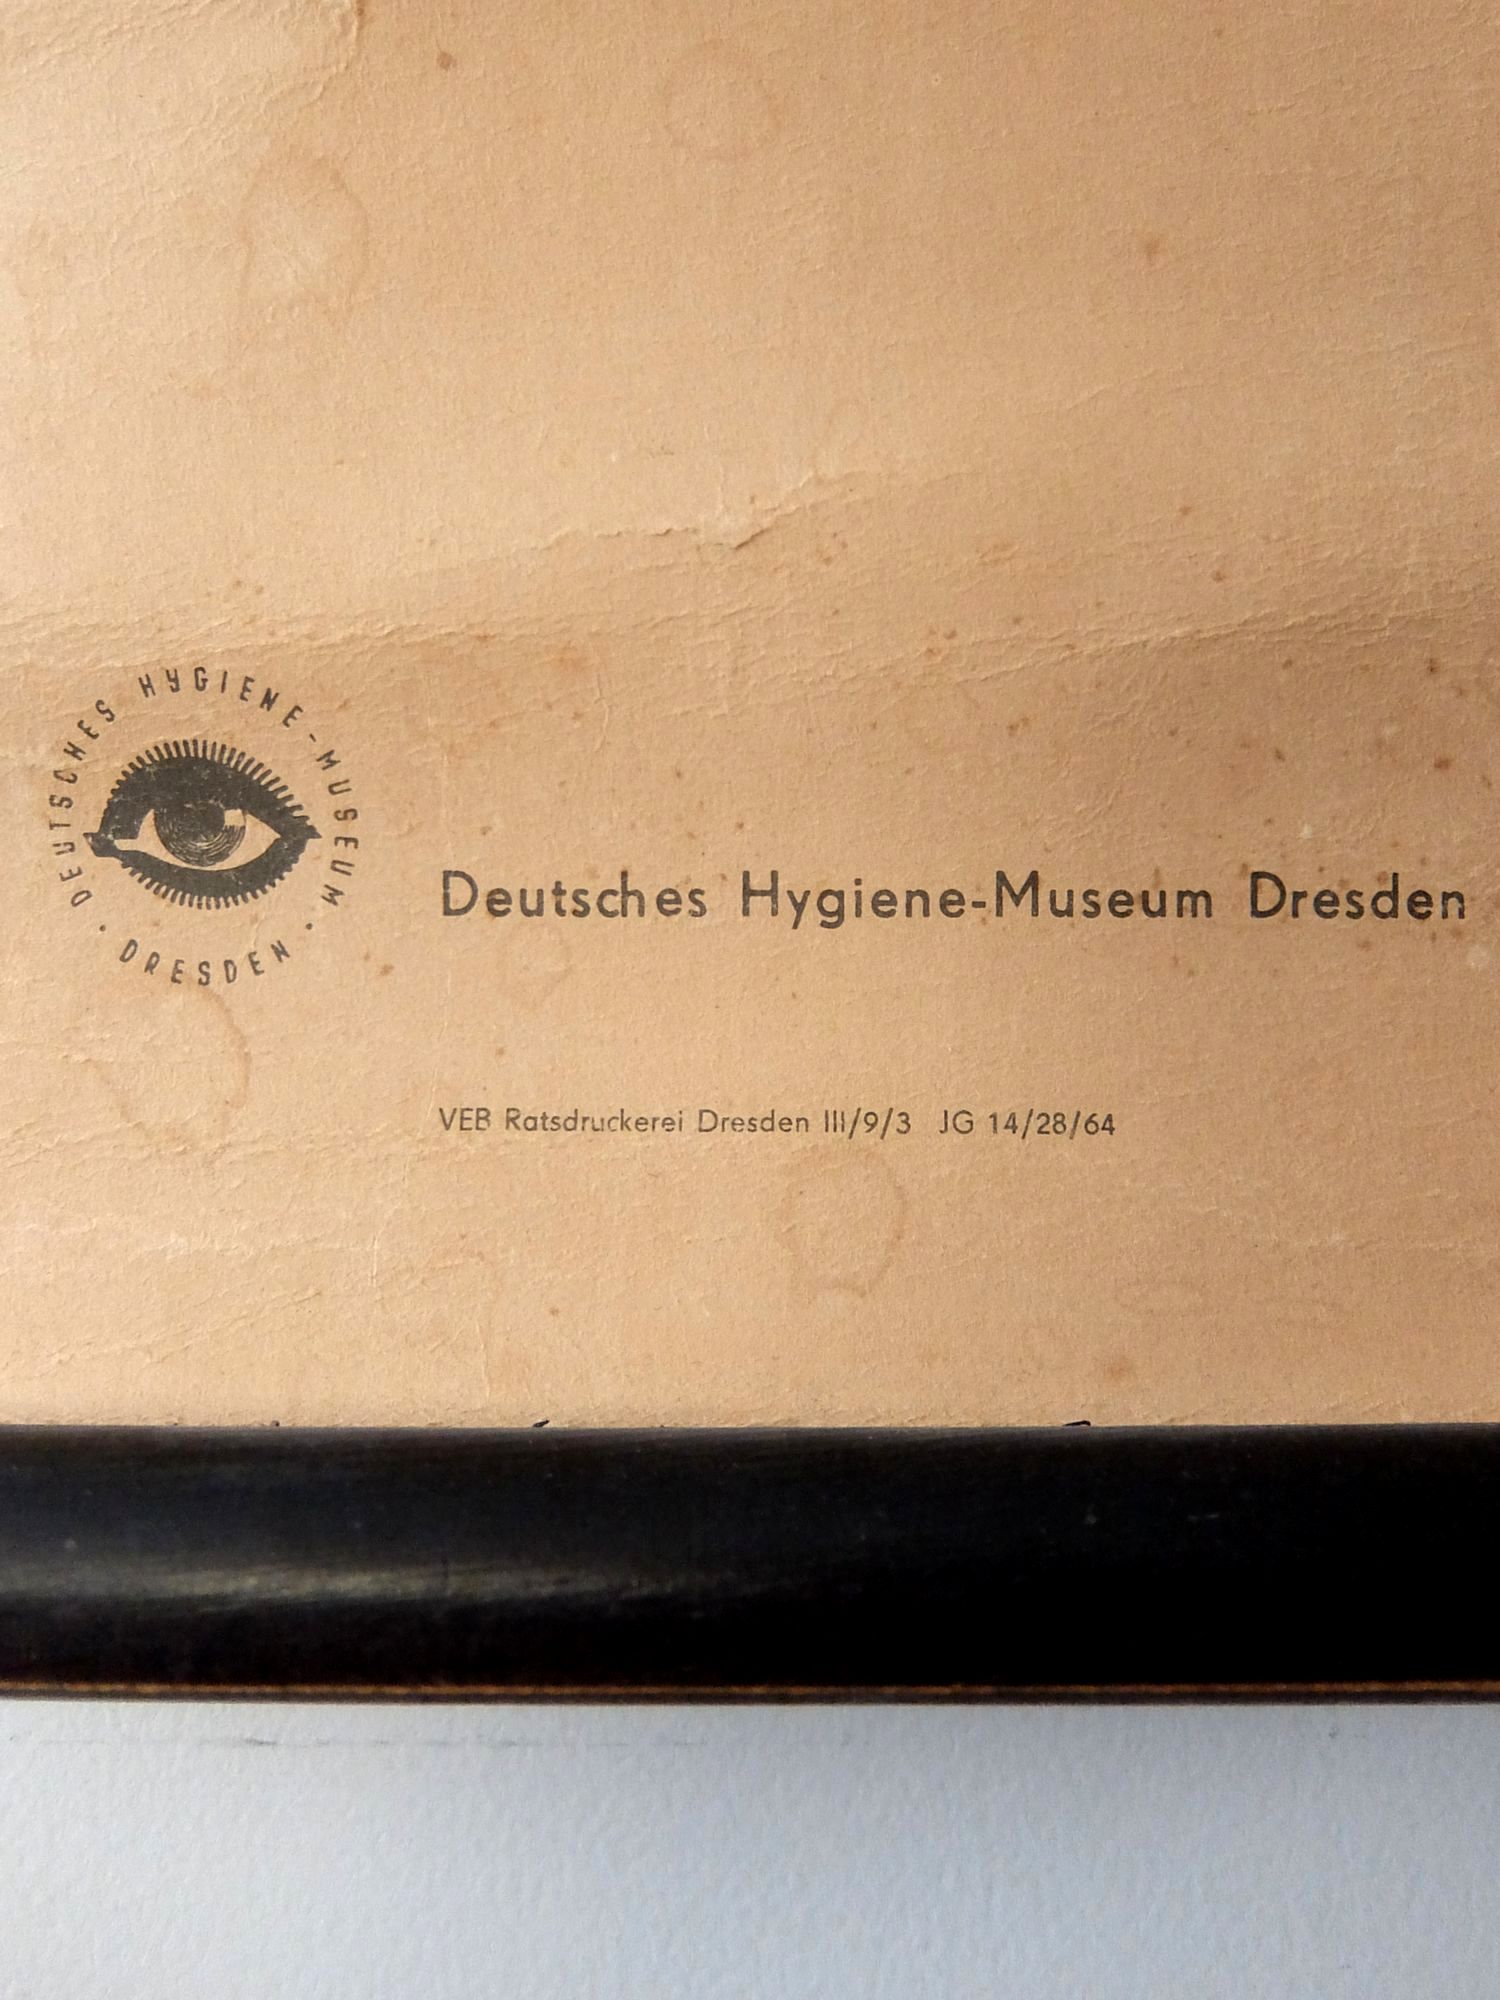 DEUTSCHES HYGIENE-MUSEUM · DRESDEN ·
Deutsches Hygiene-Museum Dresden
VEB Ratsdruckerei Dresden III/9/3 JG 14/28/64